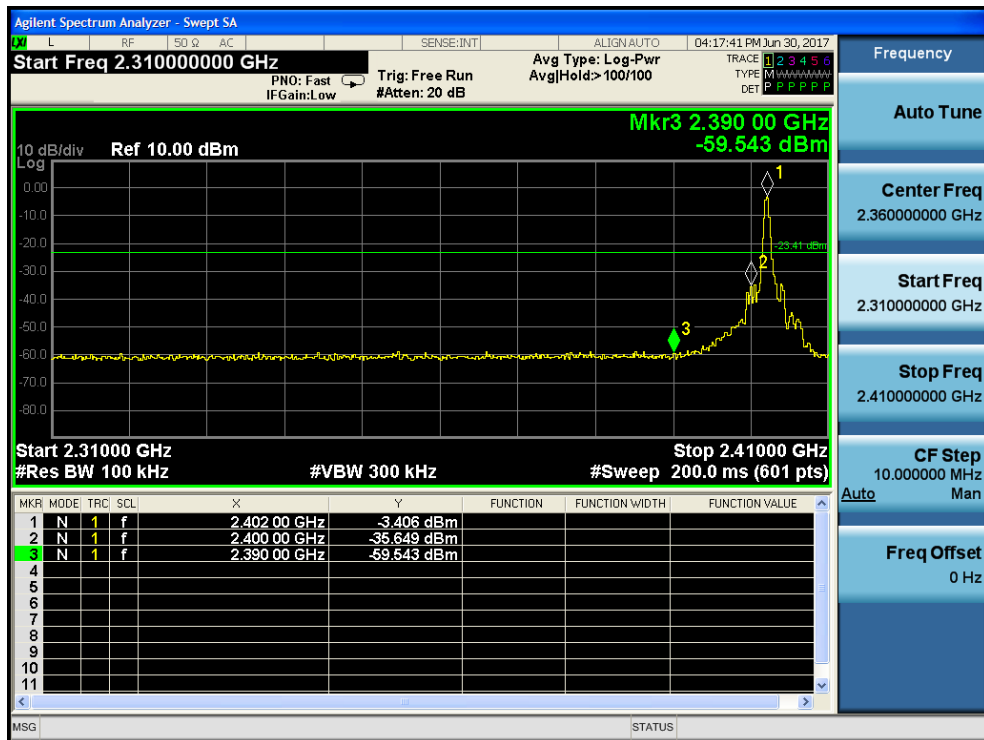 Agilent Spectrum Analyzer - Swept SA
LXI L RF 50 Ω AC SENSE:INT ALIGNAUTO 04:17:41 PM Jun 30, 2017
Start Freq 2.310000000 GHz
PNO: Fast
IFGain:Low
Trig: Free Run
#Atten: 20 dB
Avg Type: Log-Pwr
Avg|Hold:>100/100
TRACE 1 2 3 4 5 6
TYPE M
DET P P P P P P
Mkr3 2.390 00 GHz
-59.543 dBm
10 dB/div Ref 10.00 dBm
Log
0.00
-10.0
-20.0
-30.0
-40.0
-50.0
-60.0
-70.0
-80.0
1
-23.41 dBm
2
3
Start 2.31000 GHz Stop 2.41000 GHz
#Res BW 100 kHz #VBW 300 kHz #Sweep 200.0 ms (601 pts)
MKR MODE TRC SCL X Y FUNCTION FUNCTION WIDTH FUNCTION VALUE
1 N 1 f 2.402 00 GHz -3.406 dBm
2 N 1 f 2.400 00 GHz -35.649 dBm
3 N 1 f 2.390 00 GHz -59.543 dBm
4
5
6
7
8
9
10
11
MSG STATUS
Frequency
Auto Tune
Center Freq
2.360000000 GHz
Start Freq
2.310000000 GHz
Stop Freq
2.410000000 GHz
CF Step
10.000000 MHz
Auto Man
Freq Offset
0 Hz